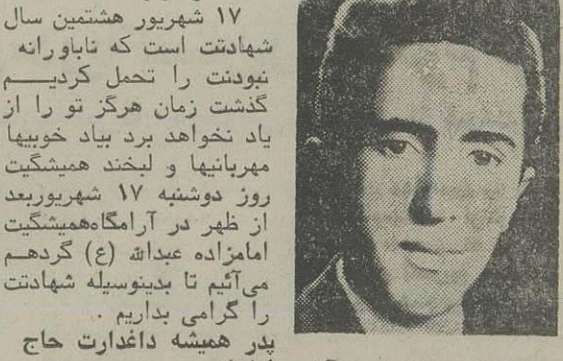 ۱۷ شهریور هشتمین سال
شهادتت است که ناباورانه
نبودنت را تحمل کردیم
گذشت زمان هرگز تو را از
یاد نخواهد برد بیاد خوبیها
مهربانیها و لبخند همیشگیت
روز دوشنبه ۱۷ شهریوربعد
از ظهر در آرامگاه‌همیشگیت
امامزاده عبدالله (ع) گردهم
می‌آئیم تا بدینوسیله شهادتت
را گرامی بداریم .
پدر همیشه داغدارت حاج